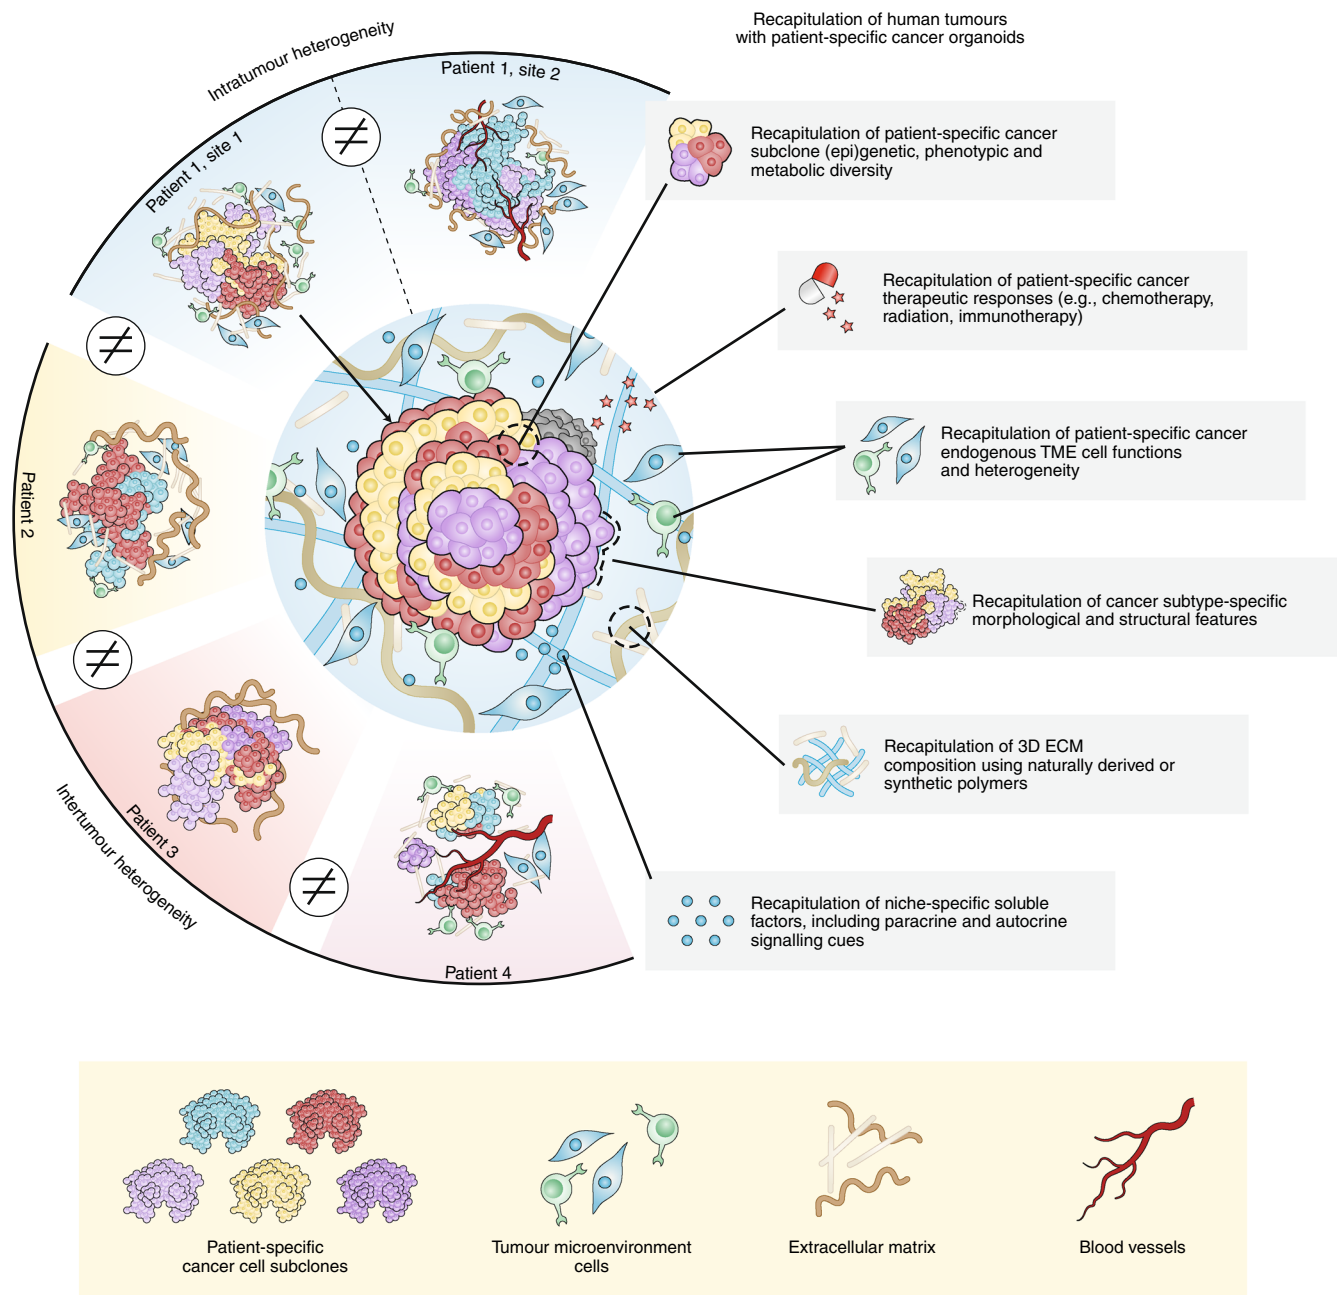 Recapitulation of human tumours
with patient-specific cancer organoids
Intratumour heterogeneity
Patient 1, site 2
Patient 1, site 1
≠
≠
Recapitulation of patient-specific cancer
subclone (epi)genetic, phenotypic and
metabolic diversity
Recapitulation of patient-specific cancer
therapeutic responses (e.g., chemotherapy,
radiation, immunotherapy)
Recapitulation of patient-specific cancer
endogenous TME cell functions
and heterogeneity
Patient 2
≠
Recapitulation of cancer subtype-specific
morphological and structural features
Recapitulation of 3D ECM
composition using naturally derived or
synthetic polymers
Patient 3
Intertumour heterogeneity
≠
Recapitulation of niche-specific soluble
factors, including paracrine and autocrine
signalling cues
Patient 4
Patient-specific
cancer cell subclones
Tumour microenvironment
cells
Extracellular matrix
Blood vessels